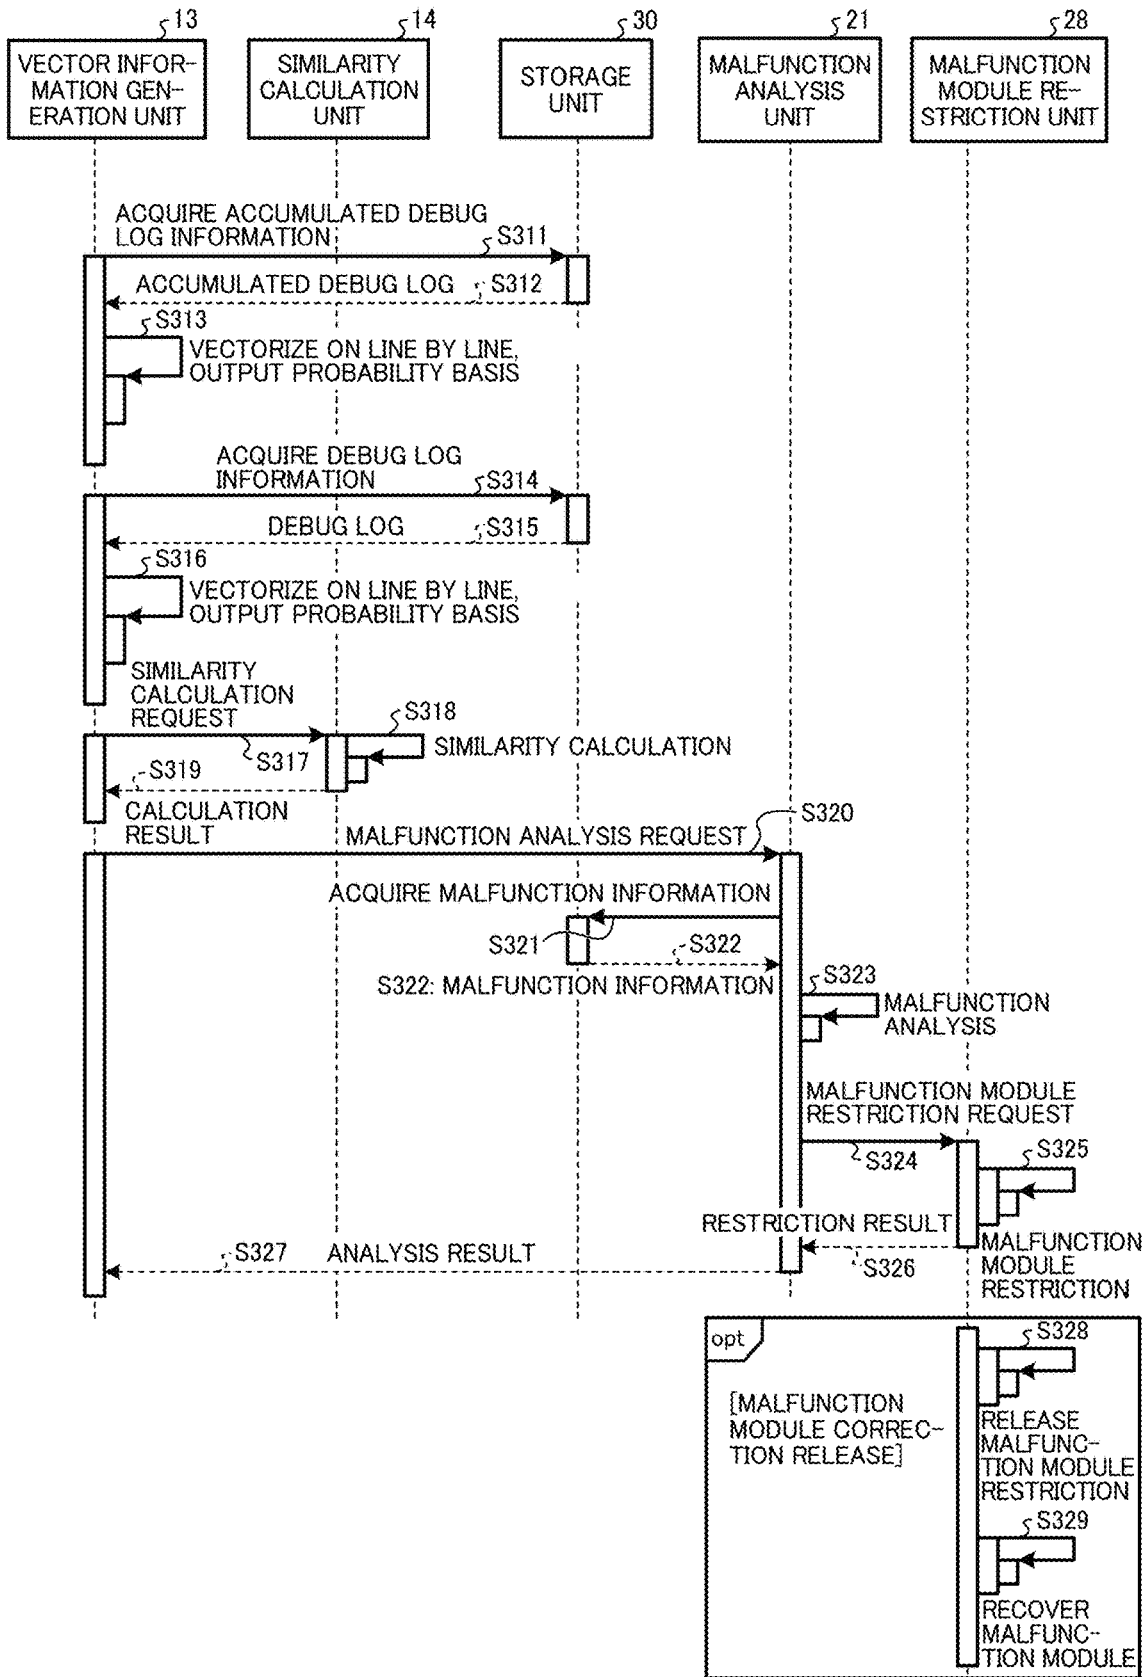 13
14
30
21
28
VECTOR INFOR-
MATION GEN-
ERATION UNIT
SIMILARITY
CALCULATION
UNIT
STORAGE
UNIT
MALFUNCTION
ANALYSIS
UNIT
MALFUNCTION
MODULE RE-
STRICTION UNIT
ACQUIRE ACCUMULATED DEBUG
LOG INFORMATION
S311
ACCUMULATED DEBUG LOG
S312
S313
VECTORIZE ON LINE BY LINE,
OUTPUT PROBABILITY BASIS
ACQUIRE DEBUG LOG
INFORMATION
S314
DEBUG LOG
S315
S316
VECTORIZE ON LINE BY LINE,
OUTPUT PROBABILITY BASIS
SIMILARITY
CALCULATION
REQUEST
S317
S318
SIMILARITY CALCULATION
S319
CALCULATION
RESULT
MALFUNCTION ANALYSIS REQUEST
S320
ACQUIRE MALFUNCTION INFORMATION
S321
S322
S322: MALFUNCTION INFORMATION
S323
MALFUNCTION
ANALYSIS
MALFUNCTION MODULE
RESTRICTION REQUEST
S324
S325
RESTRICTION RESULT
S326
MALFUNCTION
MODULE
RESTRICTION
S327
ANALYSIS RESULT
opt
[MALFUNCTION
MODULE CORREC-
TION RELEASE]
S328
RELEASE
MALFUNC-
TION MODULE
RESTRICTION
S329
RECOVER
MALFUNC-
TION MODULE